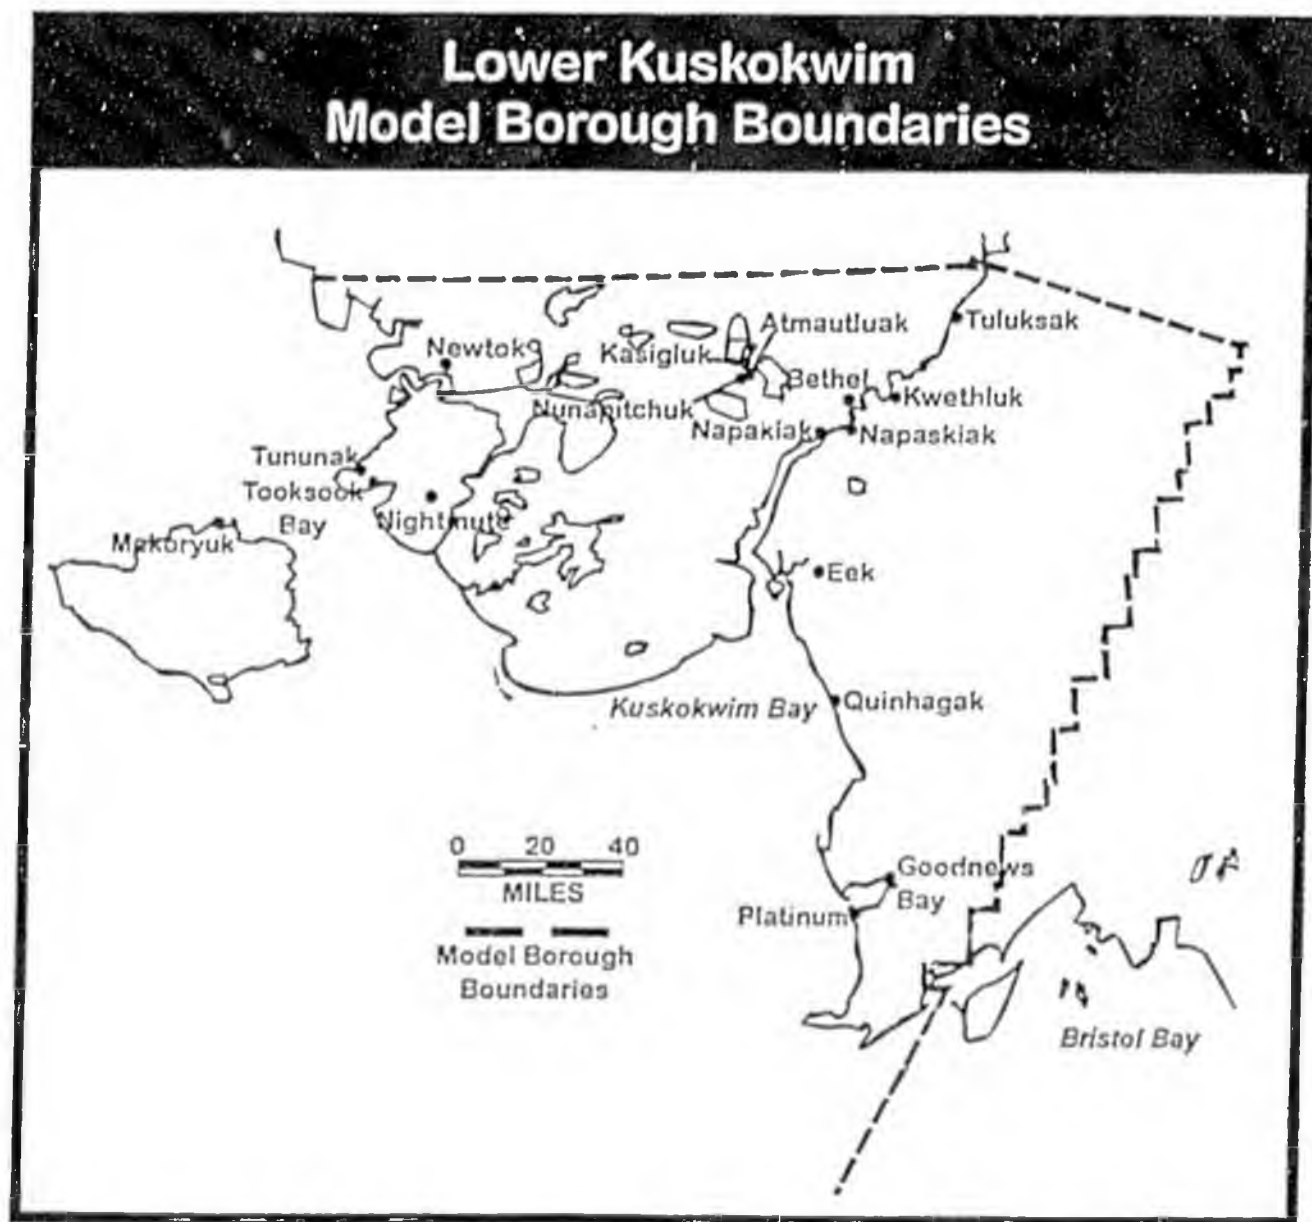 Lower Kuskokwim
Model Borough Boundaries
Tuluksak
Atmautluak
Newtok
Kasigluk
Bethel
Kwethluk
Nunapitchuk
Napakiak
Napaskiak
Tununak
Tooksook
Bay
Nightmute
Mekoryuk
Eek
Kuskokwim Bay
Quinhagak
0 20 40
MILES
Goodnews
Bay
Platinum
Model Borough
Boundaries
Bristol Bay